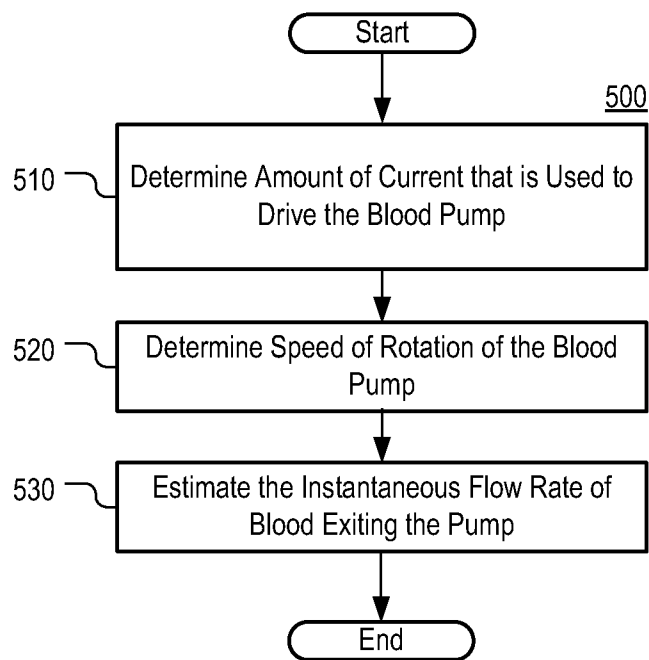 Start
500
510
Determine Amount of Current that is Used to
Drive the Blood Pump
520
Determine Speed of Rotation of the Blood
Pump
530
Estimate the Instantaneous Flow Rate of
Blood Exiting the Pump
End